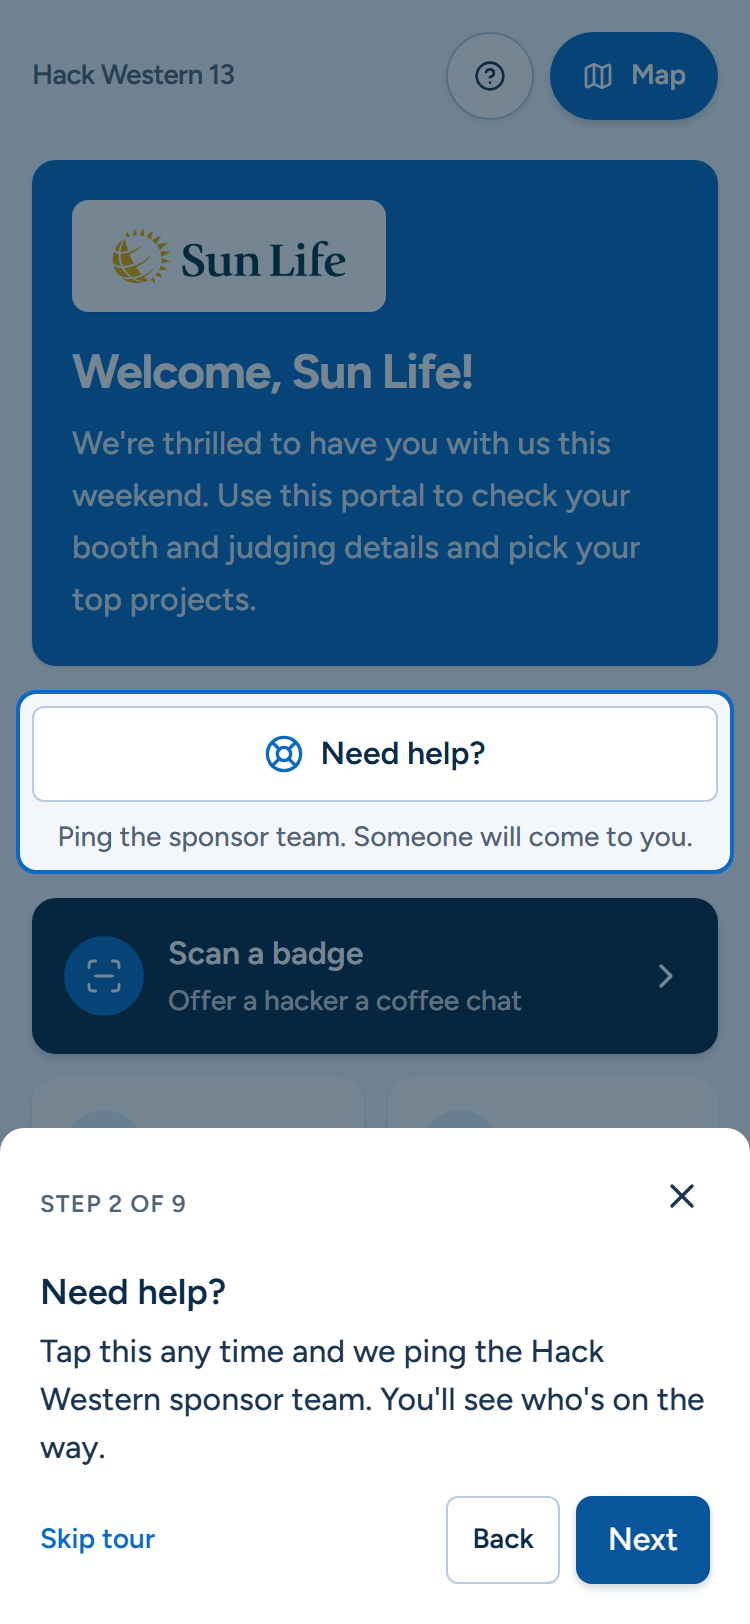 Hack Western 13
Map
Sun Life
Welcome, Sun Life!
We're thrilled to have you with us this
weekend. Use this portal to check your
booth and judging details and pick your
top projects.
Need help?
Ping the sponsor team. Someone will come to you.
Scan a badge
Offer a hacker a coffee chat
STEP 2 OF 9
Need help?
Tap this any time and we ping the Hack
Western sponsor team. You'll see who's on the
way.
Skip tour
Back
Next